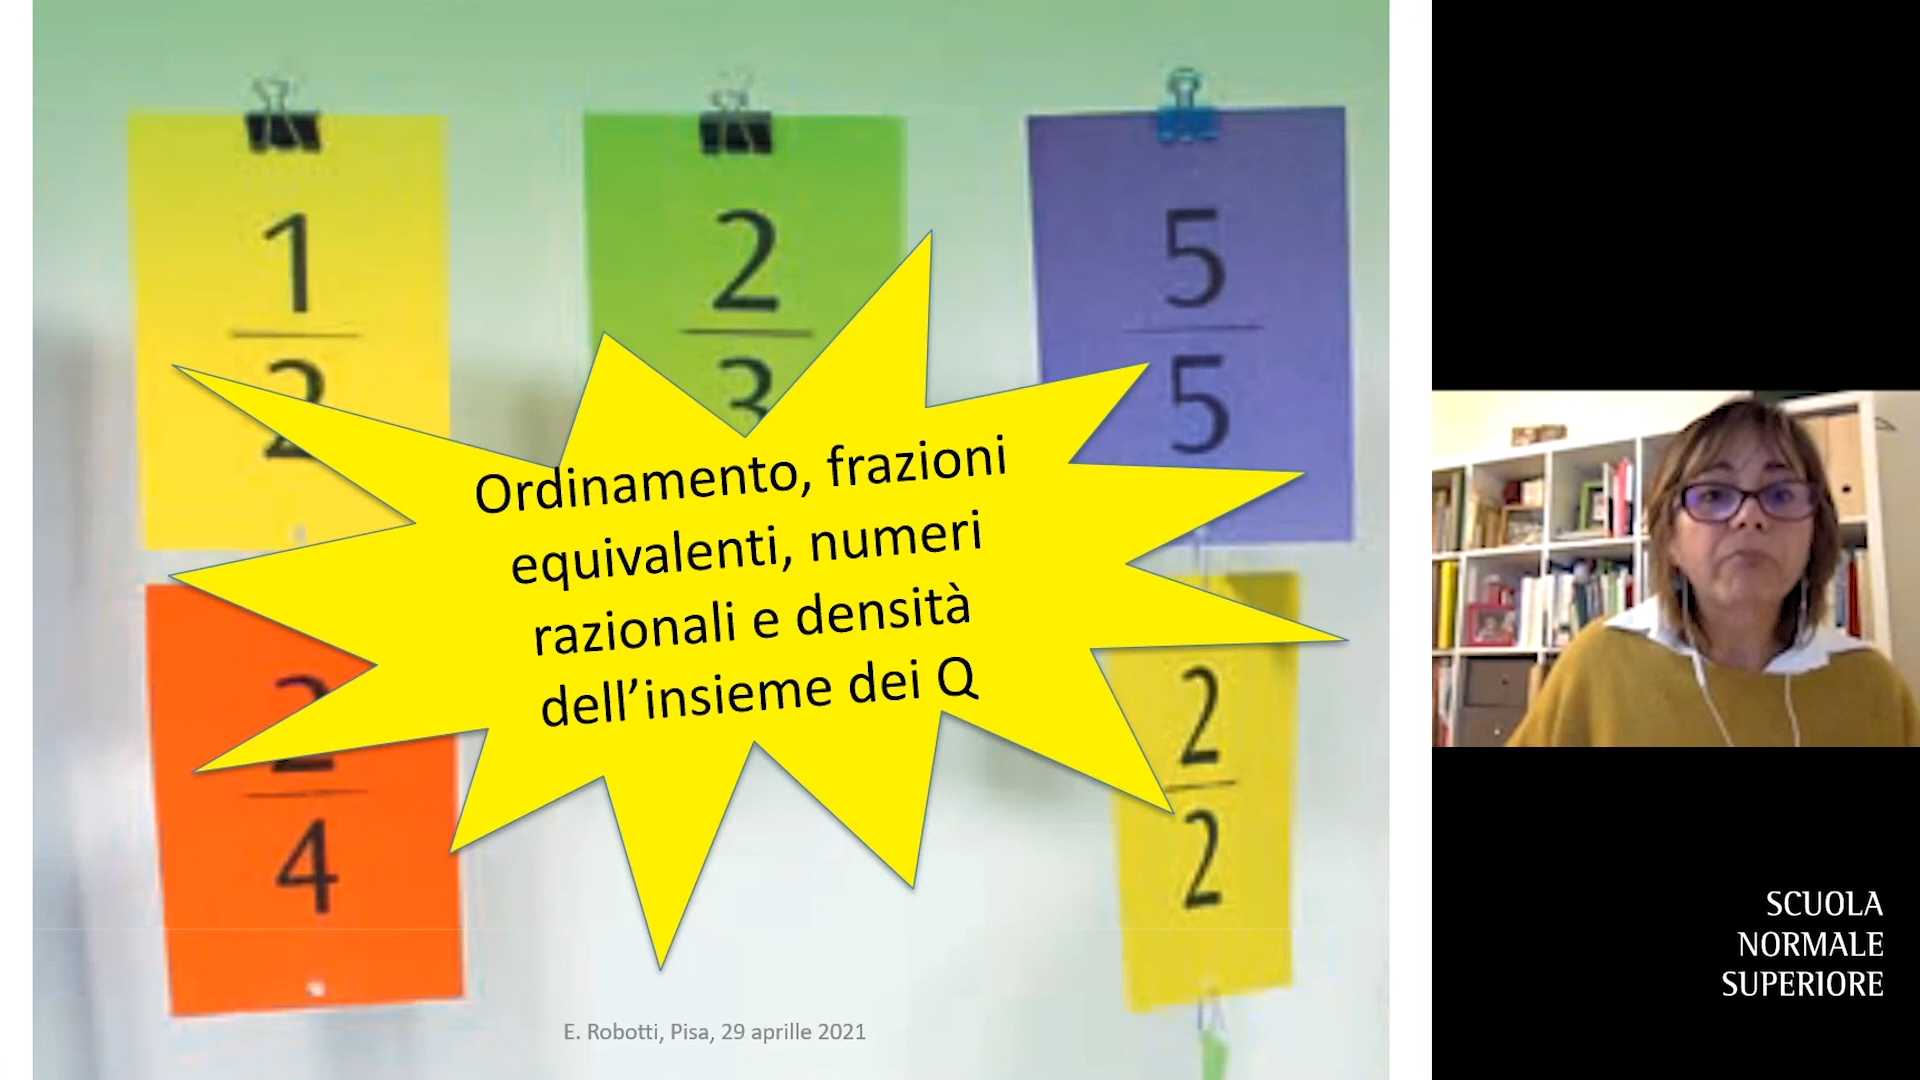 1
2
2
3
5
5
Ordinamento, frazioni
equivalenti, numeri
razionali e densità
dell’insieme dei Q
2
4
2
2
E. Robotti, Pisa, 29 aprille 2021
SCUOLA
NORMALE
SUPERIORE